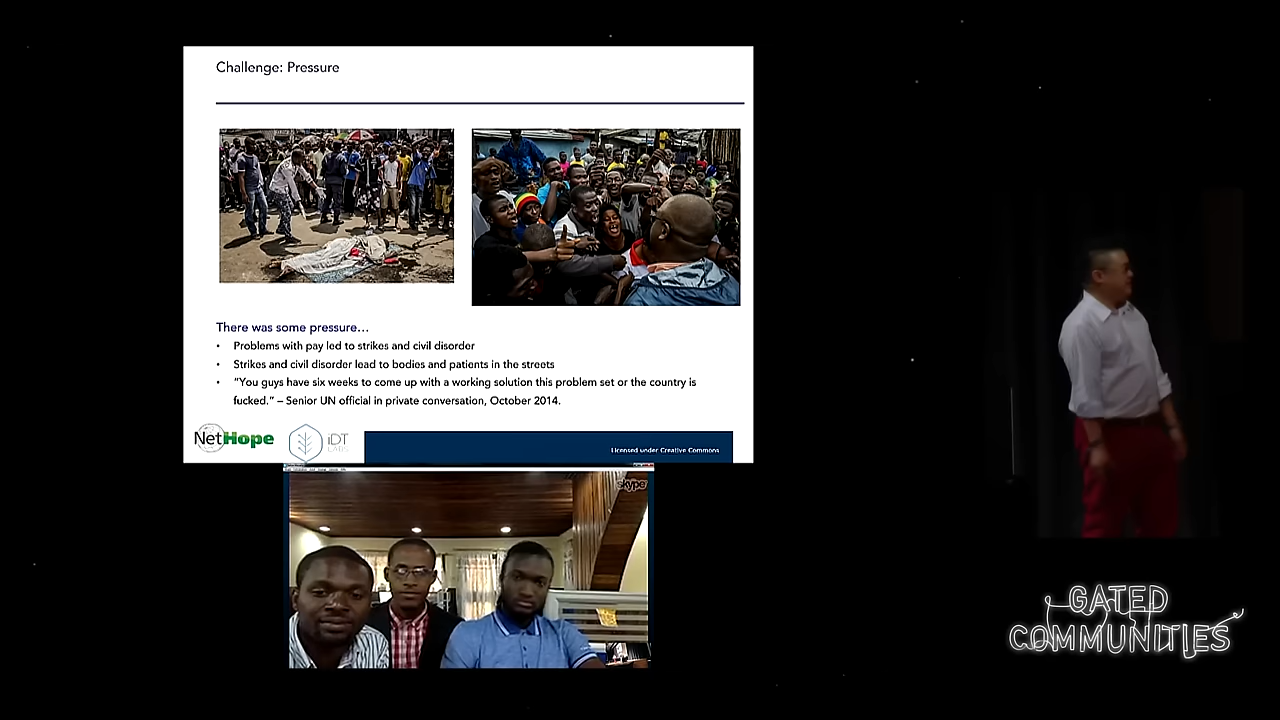 Challenge: Pressure
There was some pressure…
• Problems with pay led to strikes and civil disorder
• Strikes and civil disorder lead to bodies and patients in the streets
• “You guys have six weeks to come up with a working solution this problem set or the country is
fucked.” – Senior UN official in private conversation, October 2014.
NetHope
iDT
LABS
Licensed under Creative Commons
skype
GATED
COMMUNITIES